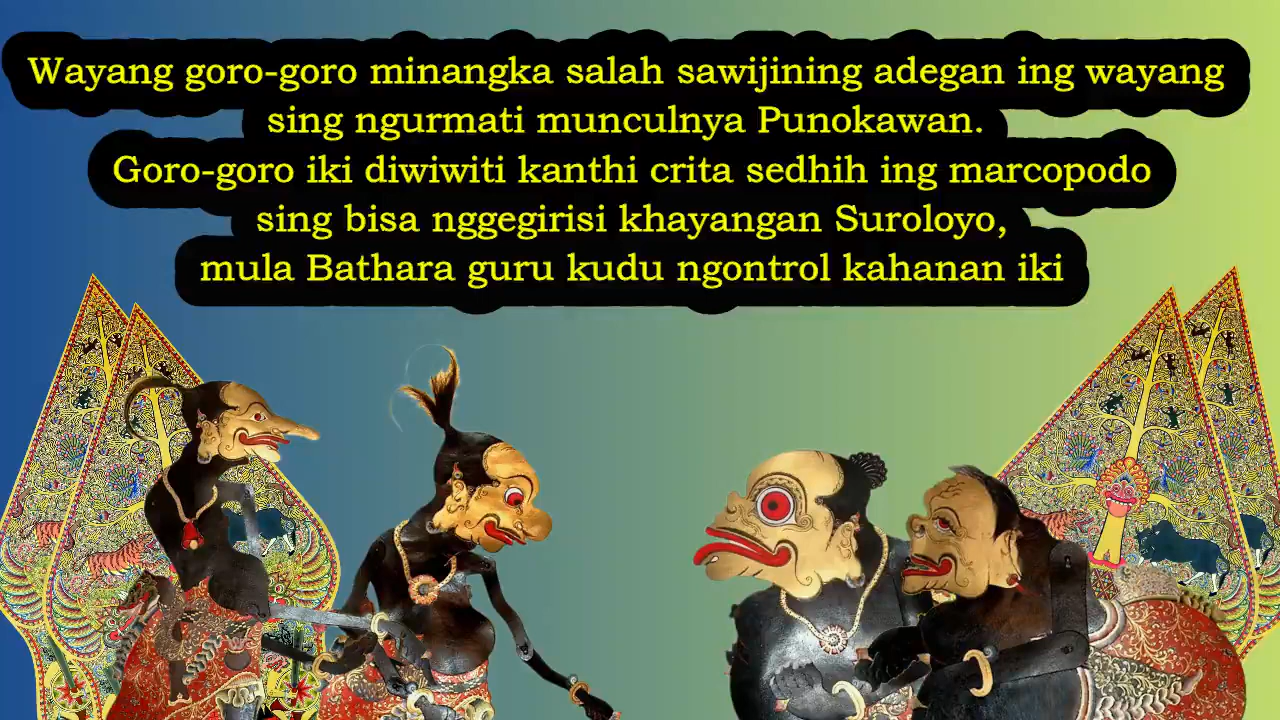 Wayang goro-goro minangka salah sawijining adegan ing wayang
sing ngurmati munculnya Punokawan.
Goro-goro iki diwiwiti kanthi crita sedhih ing marcopodo
sing bisa nggegirisi khayangan Suroloyo,
mula Bathara guru kudu ngontrol kahanan iki